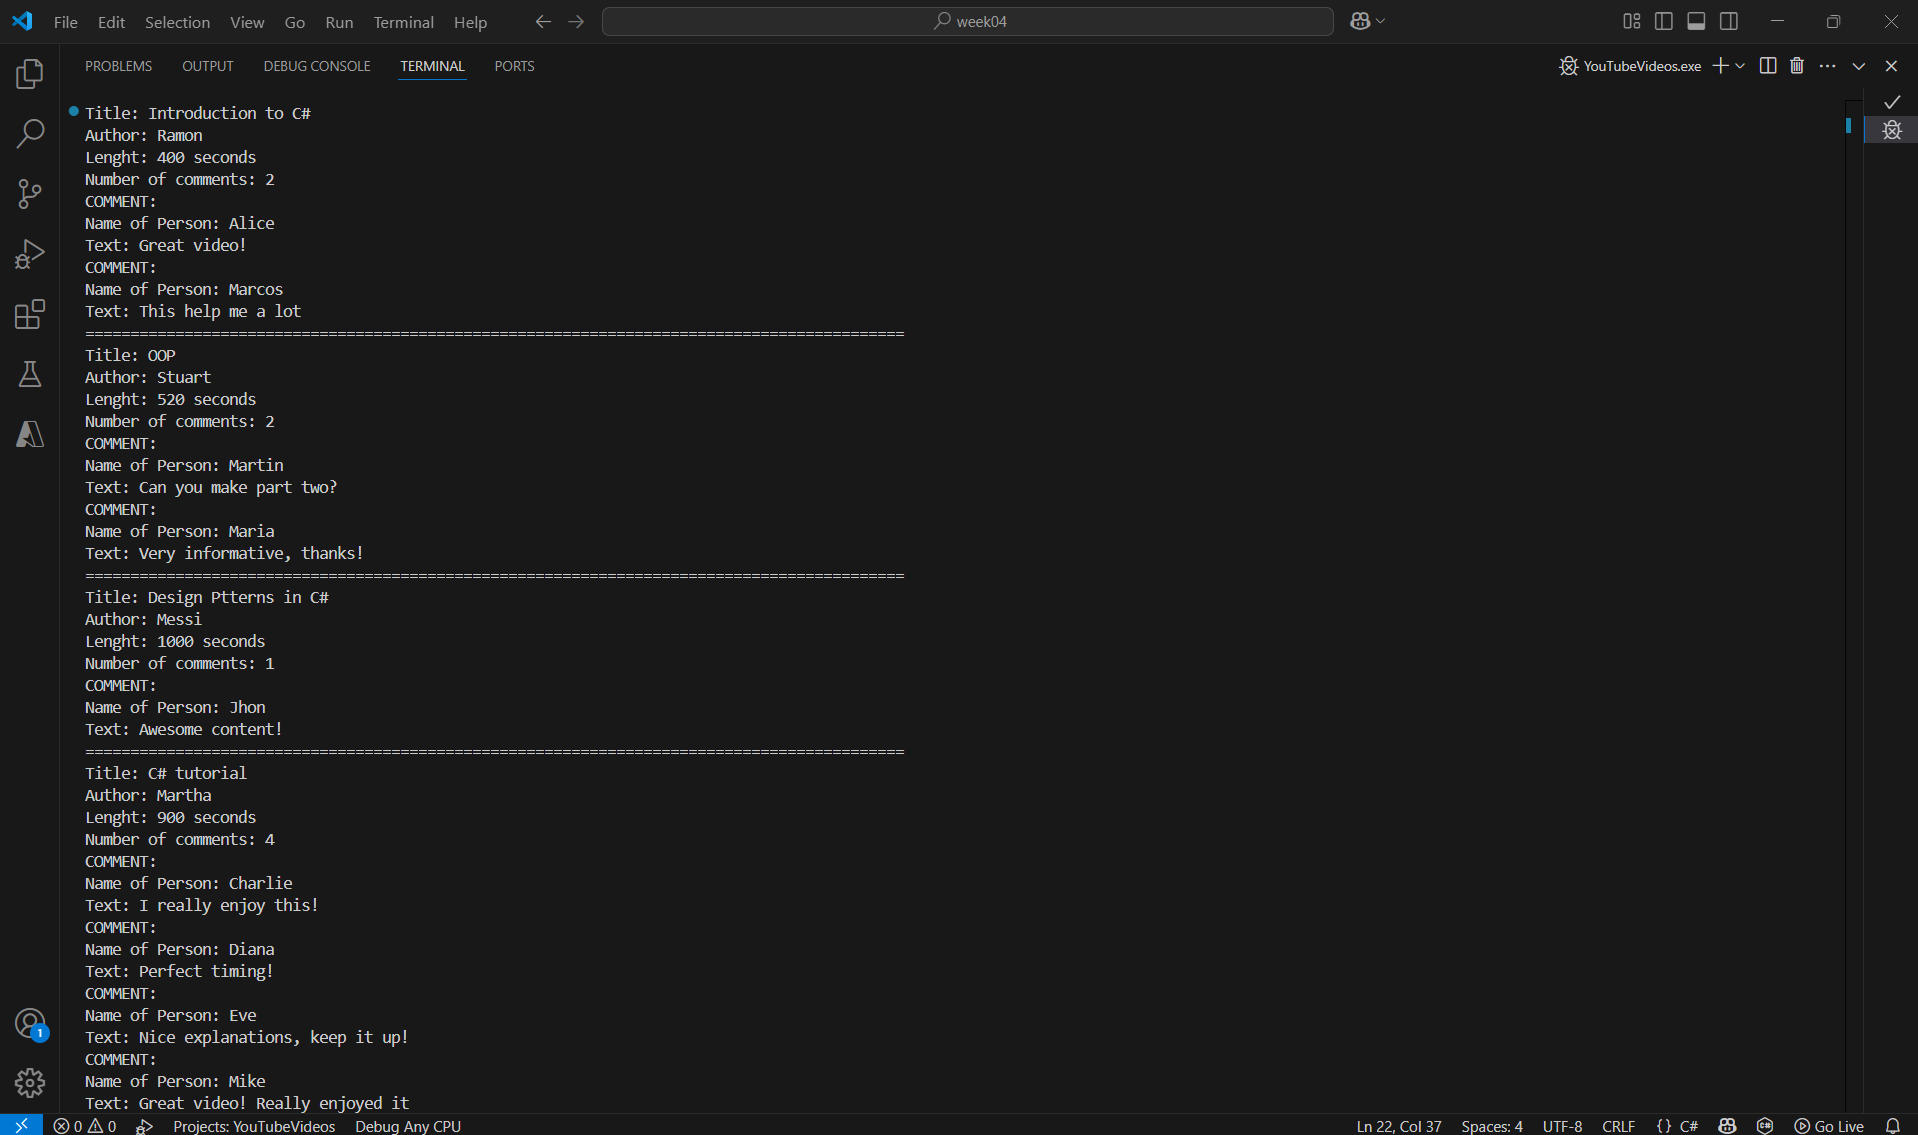 File Edit Selection View Go Run Terminal Help week04
PROBLEMS OUTPUT DEBUG CONSOLE TERMINAL PORTS YouTubeVideos.exe
Title: Introduction to C#
Author: Ramon
Lenght: 400 seconds
Number of comments: 2
COMMENT:
Name of Person: Alice
Text: Great video!
COMMENT:
Name of Person: Marcos
Text: This help me a lot
===========================================================================================
Title: OOP
Author: Stuart
Lenght: 520 seconds
Number of comments: 2
COMMENT:
Name of Person: Martin
Text: Can you make part two?
COMMENT:
Name of Person: Maria
Text: Very informative, thanks!
===========================================================================================
Title: Design Ptterns in C#
Author: Messi
Lenght: 1000 seconds
Number of comments: 1
COMMENT:
Name of Person: Jhon
Text: Awesome content!
===========================================================================================
Title: C# tutorial
Author: Martha
Lenght: 900 seconds
Number of comments: 4
COMMENT:
Name of Person: Charlie
Text: I really enjoy this!
COMMENT:
Name of Person: Diana
Text: Perfect timing!
COMMENT:
Name of Person: Eve
Text: Nice explanations, keep it up!
COMMENT:
Name of Person: Mike
Text: Great video! Really enjoyed it
1
0 0 Projects: YouTubeVideos Debug Any CPU Ln 22, Col 37 Spaces: 4 UTF-8 CRLF {} C# Go Live